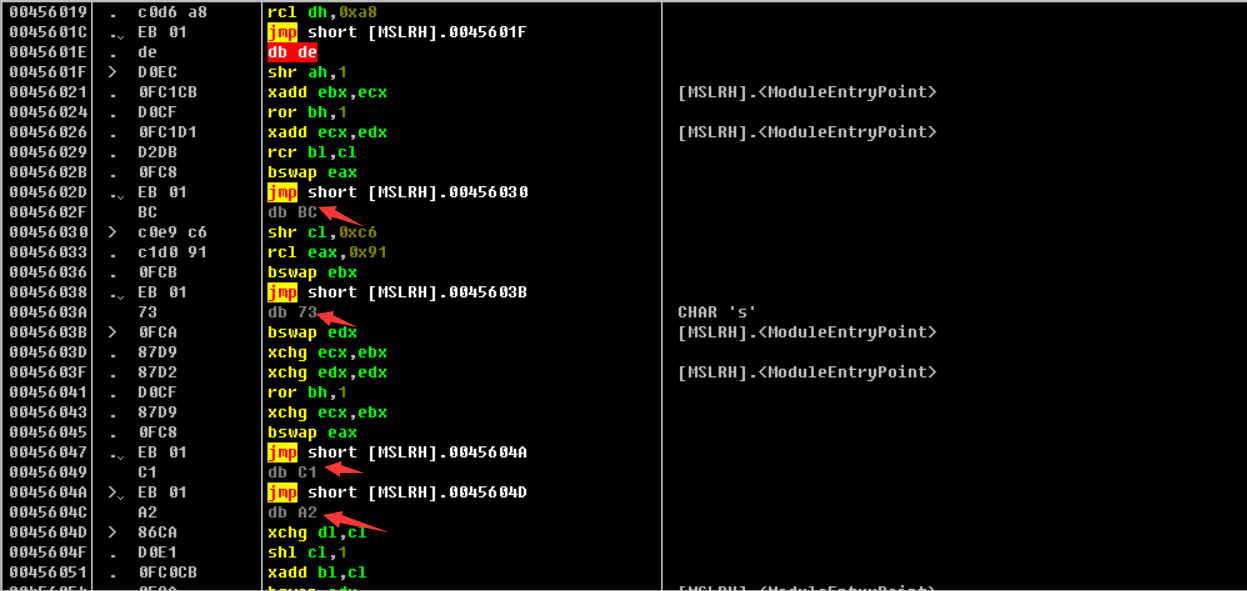 00456019 . c0d6 a8 rcl dh,0xa8
0045601C . EB 01 jmp short [MSLRH].0045601F
0045601E . de db de
0045601F > D0EC shr ah,1
00456021 . 0FC1CB xadd ebx,ecx [MSLRH].<ModuleEntryPoint>
00456024 . D0CF ror bh,1
00456026 . 0FC1D1 xadd ecx,edx [MSLRH].<ModuleEntryPoint>
00456029 . D2DB rcr bl,cl
0045602B . 0FC8 bswap eax
0045602D . EB 01 jmp short [MSLRH].00456030
0045602F BC db BC
00456030 > c0e9 c6 shr cl,0xc6
00456033 . c1d0 91 rcl eax,0x91
00456036 . 0FCB bswap ebx
00456038 . EB 01 jmp short [MSLRH].0045603B
0045603A 73 db 73 CHAR 's'
0045603B > 0FCA bswap edx [MSLRH].<ModuleEntryPoint>
0045603D . 87D9 xchg ecx,ebx
0045603F . 87D2 xchg edx,edx [MSLRH].<ModuleEntryPoint>
00456041 . D0CF ror bh,1
00456043 . 87D9 xchg ecx,ebx
00456045 . 0FC8 bswap eax
00456047 . EB 01 jmp short [MSLRH].0045604A
00456049 C1 db C1
0045604A > EB 01 jmp short [MSLRH].0045604D
0045604C A2 db A2
0045604D > 86CA xchg dl,cl
0045604F . D0E1 shl cl,1
00456051 . 0FC0CB xadd bl,cl